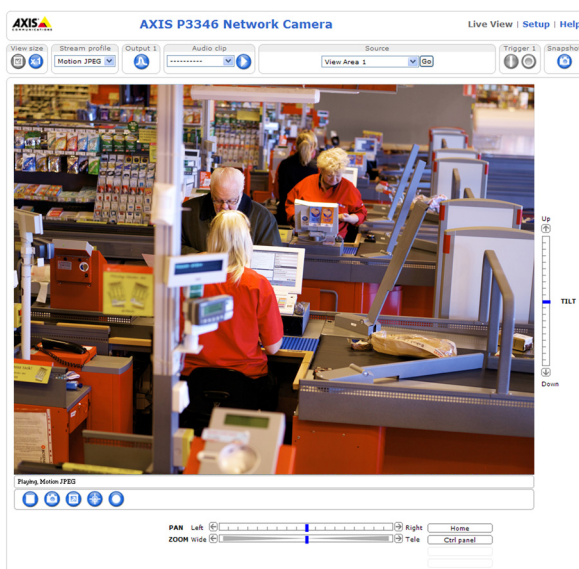 AXIS
COMMUNICATIONS
AXIS P3346 Network Camera
Live View | Setup | Help
View size
Stream profile
Output 1
Audio clip
Source
Trigger 1
Snapshot
Motion JPEG
----------
View Area 1
Go
Up
TILT
Down
Playing, Motion JPEG
PAN Left
Right
Home
ZOOM Wide
Tele
Ctrl panel